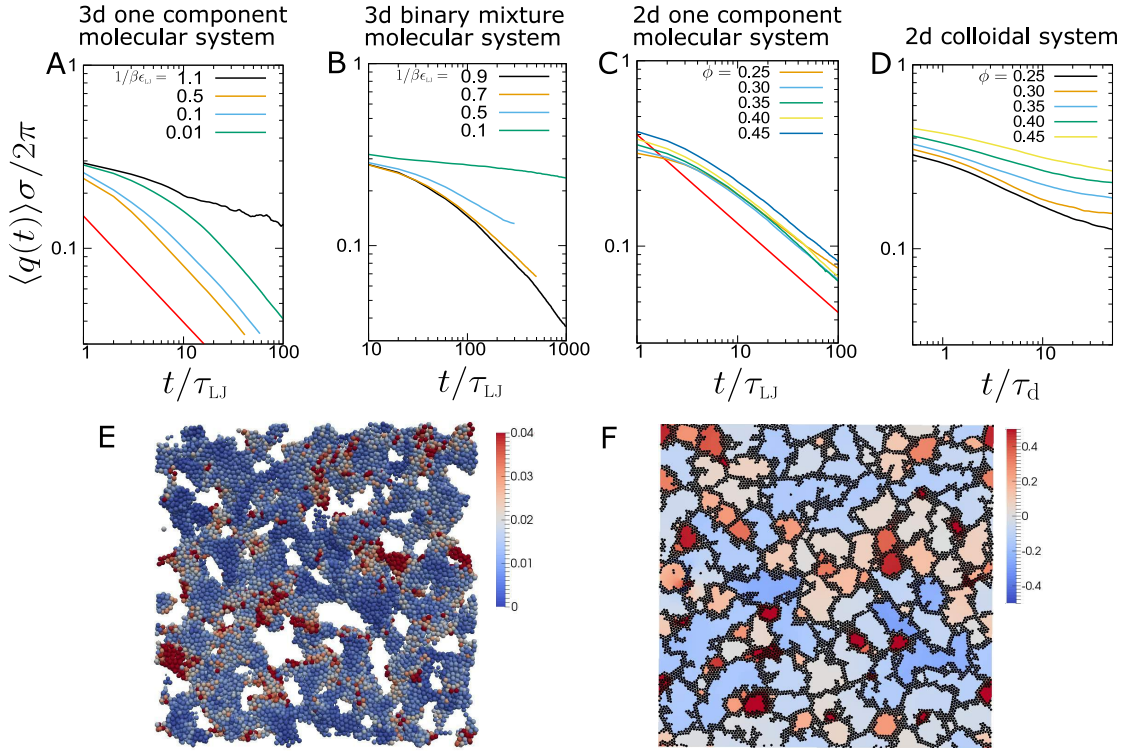 3d one component
molecular system
3d binary mixture
molecular system
2d one component
molecular system
2d colloidal system
A
1
0.1
1/βϵLJ = 1.1
0.5
0.1
0.01
1
10
100
⟨q(t)⟩σ/2π
t/τLJ
B
1
0.1
1/βϵLJ = 0.9
0.7
0.5
0.1
10
100
1000
t/τLJ
C
1
0.1
ϕ = 0.25
0.30
0.35
0.40
0.45
1
10
100
t/τLJ
D
1
0.1
ϕ = 0.25
0.30
0.35
0.40
0.45
1
10
t/τd
E
0.04
0.03
0.02
0.01
0
F
0.4
0.2
0
-0.2
-0.4